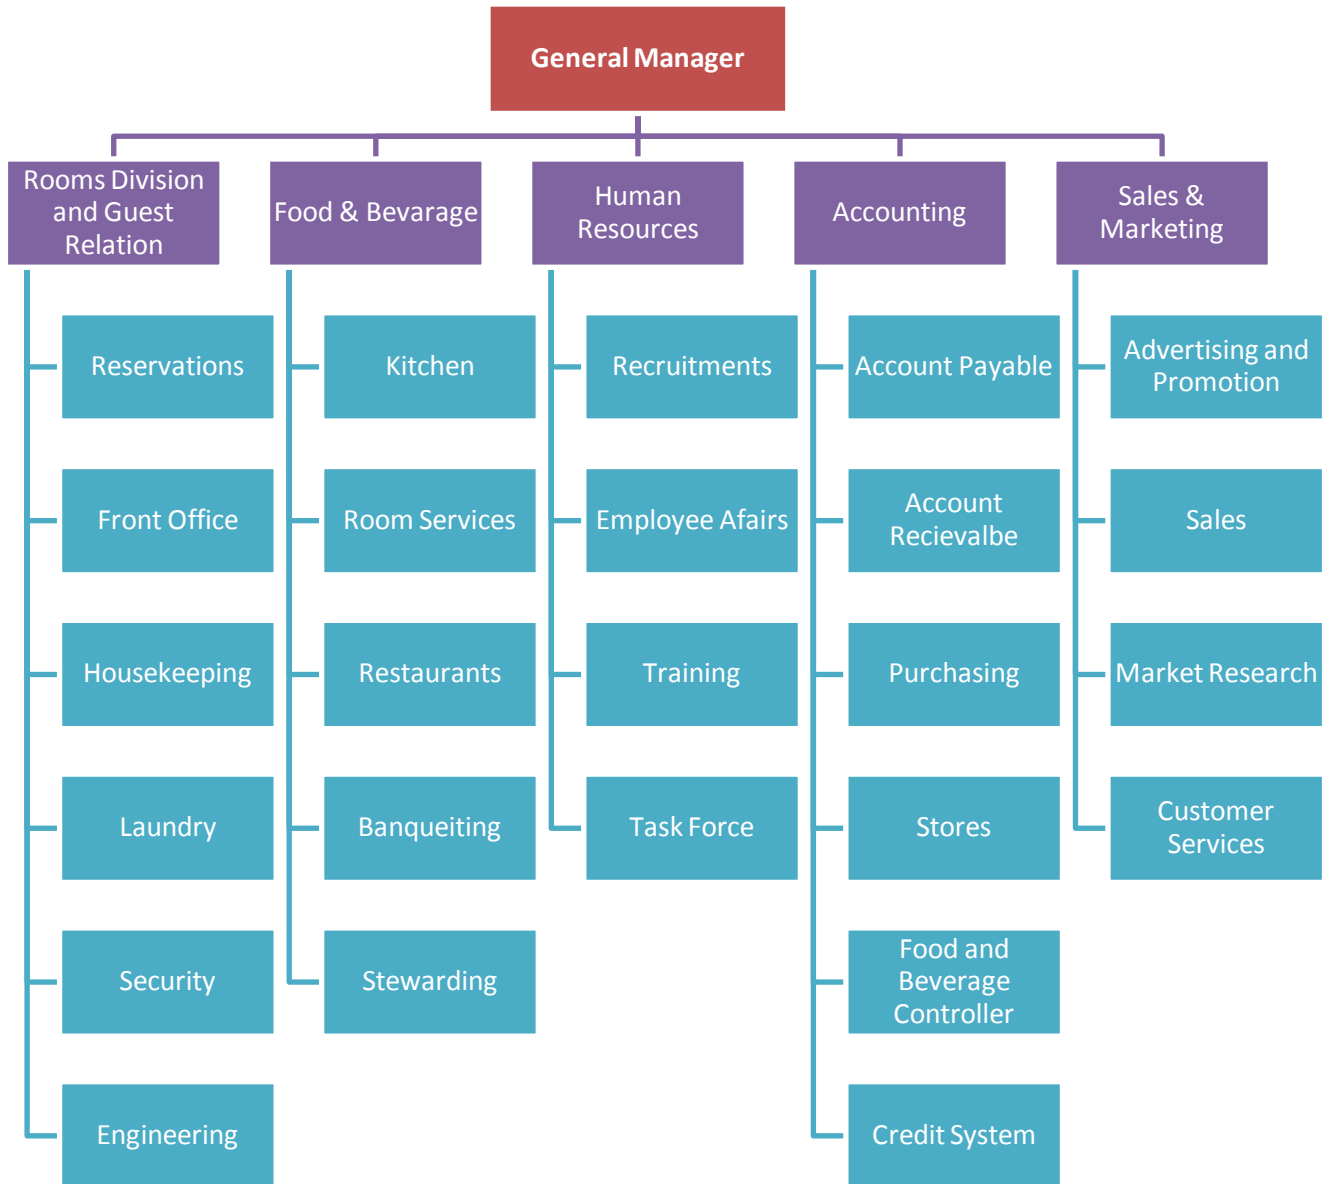 General Manager
Rooms Division
and Guest
Relation
Food & Bevarage
Human
Resources
Accounting
Sales &
Marketing
Reservations
Kitchen
Recruitments
Account Payable
Advertising and
Promotion
Front Office
Room Services
Employee Afairs
Account
Recievalbe
Sales
Housekeeping
Restaurants
Training
Purchasing
Market Research
Laundry
Banqueiting
Task Force
Stores
Customer
Services
Security
Stewarding
Food and
Beverage
Controller
Engineering
Credit System